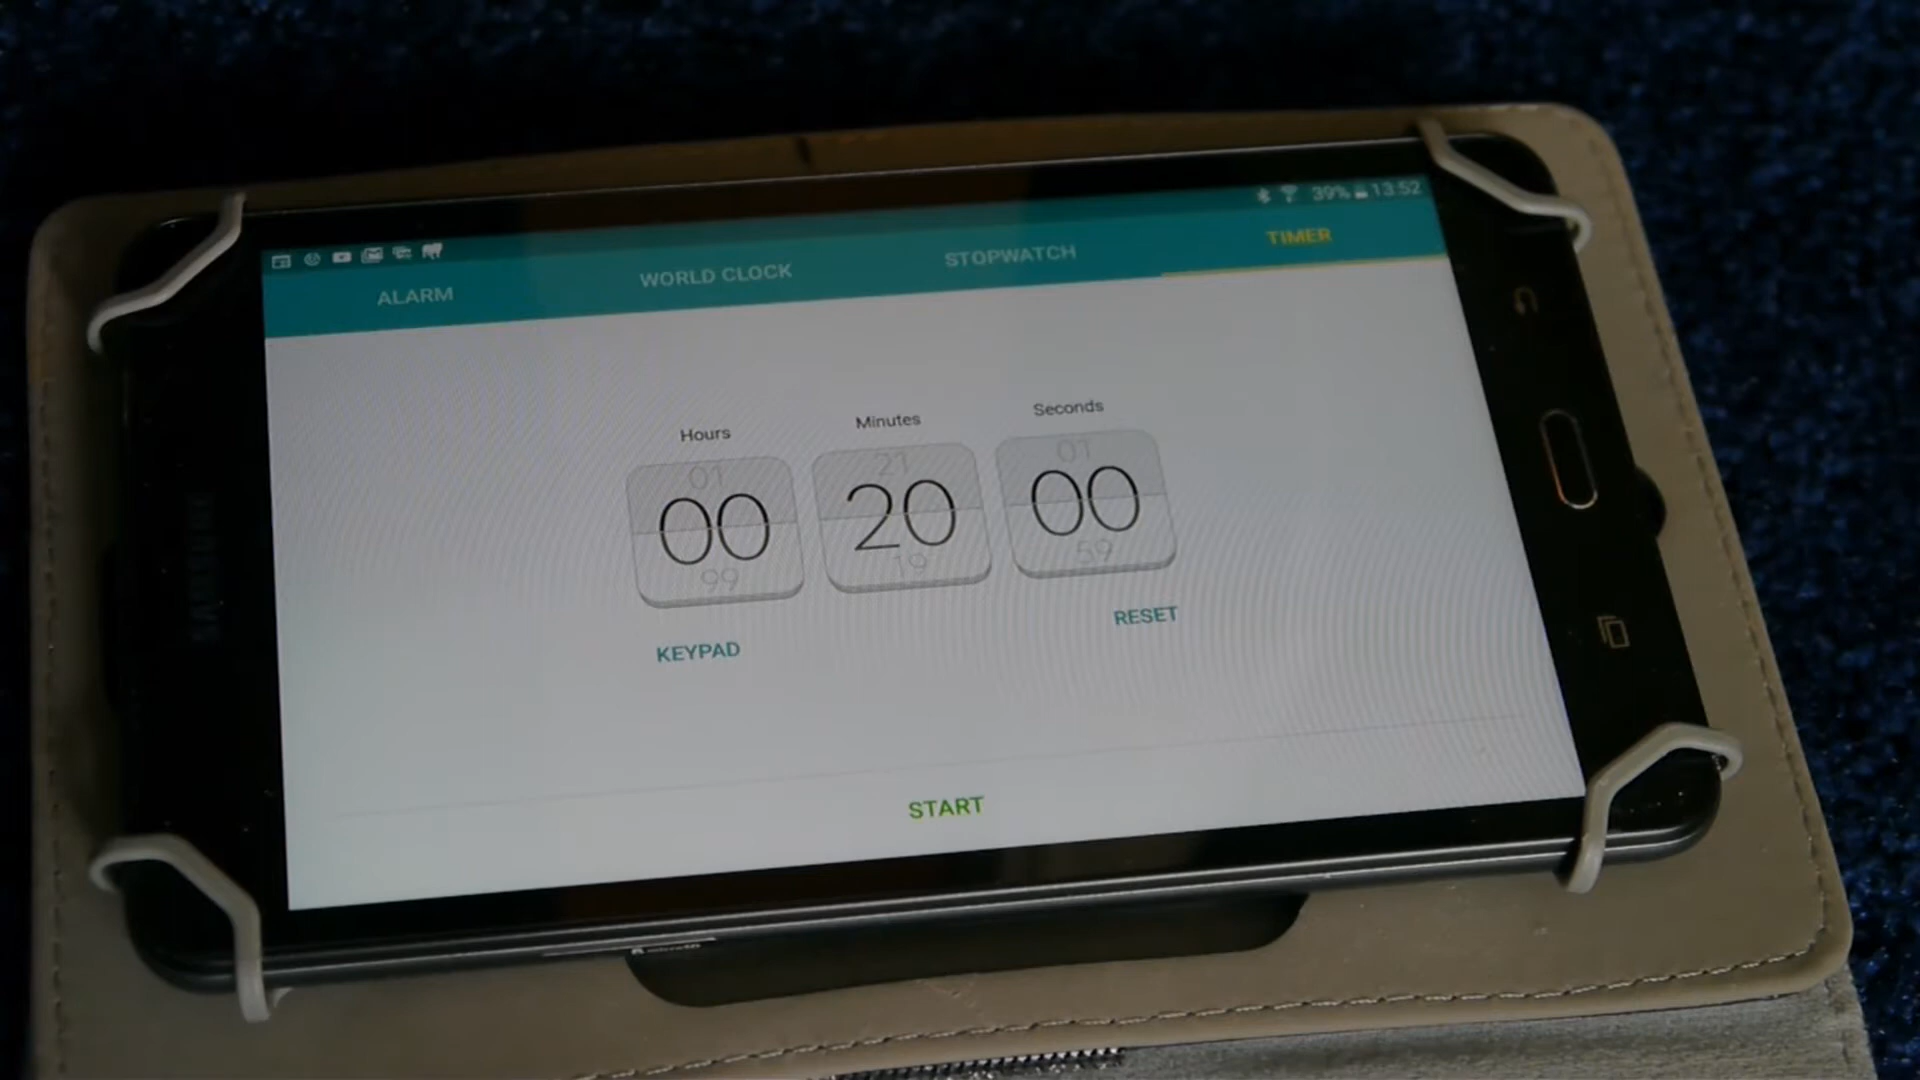 39% 13:52
ALARM WORLD CLOCK STOPWATCH TIMER
Hours Minutes Seconds
01 21 01
00 20 00
99 19 59
KEYPAD RESET
START
SAMSUNG